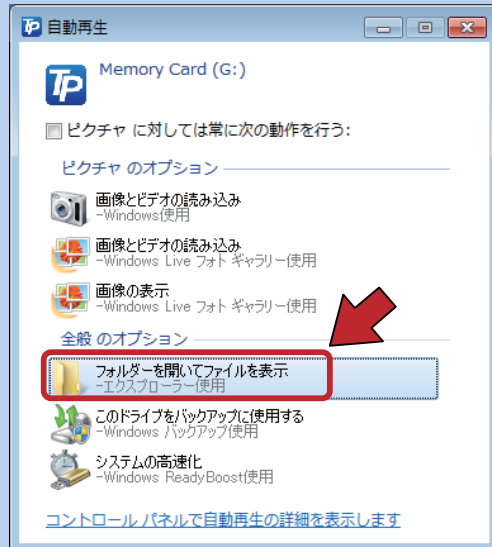 TP 自動再生
TP Memory Card (G:)
ピクチャ に対しては常に次の動作を行う:
ピクチャ のオプション
画像とビデオの読み込み
-Windows使用
画像とビデオの読み込み
-Windows Live フォト ギャラリー使用
画像の表示
-Windows Live フォト ギャラリー使用
全般 のオプション
フォルダーを開いてファイルを表示
-エクスプローラー使用
このドライブをバックアップに使用する
-Windows バックアップ使用
システムの高速化
-Windows ReadyBoost使用
コントロール パネルで自動再生の詳細を表示します